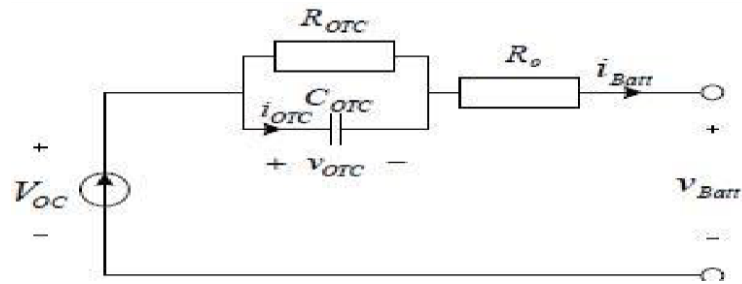 R_OTC
R_o
i_Batt
C_OTC
i_OTC
+ v_OTC −
+
V_OC
−
+
v_Batt
−